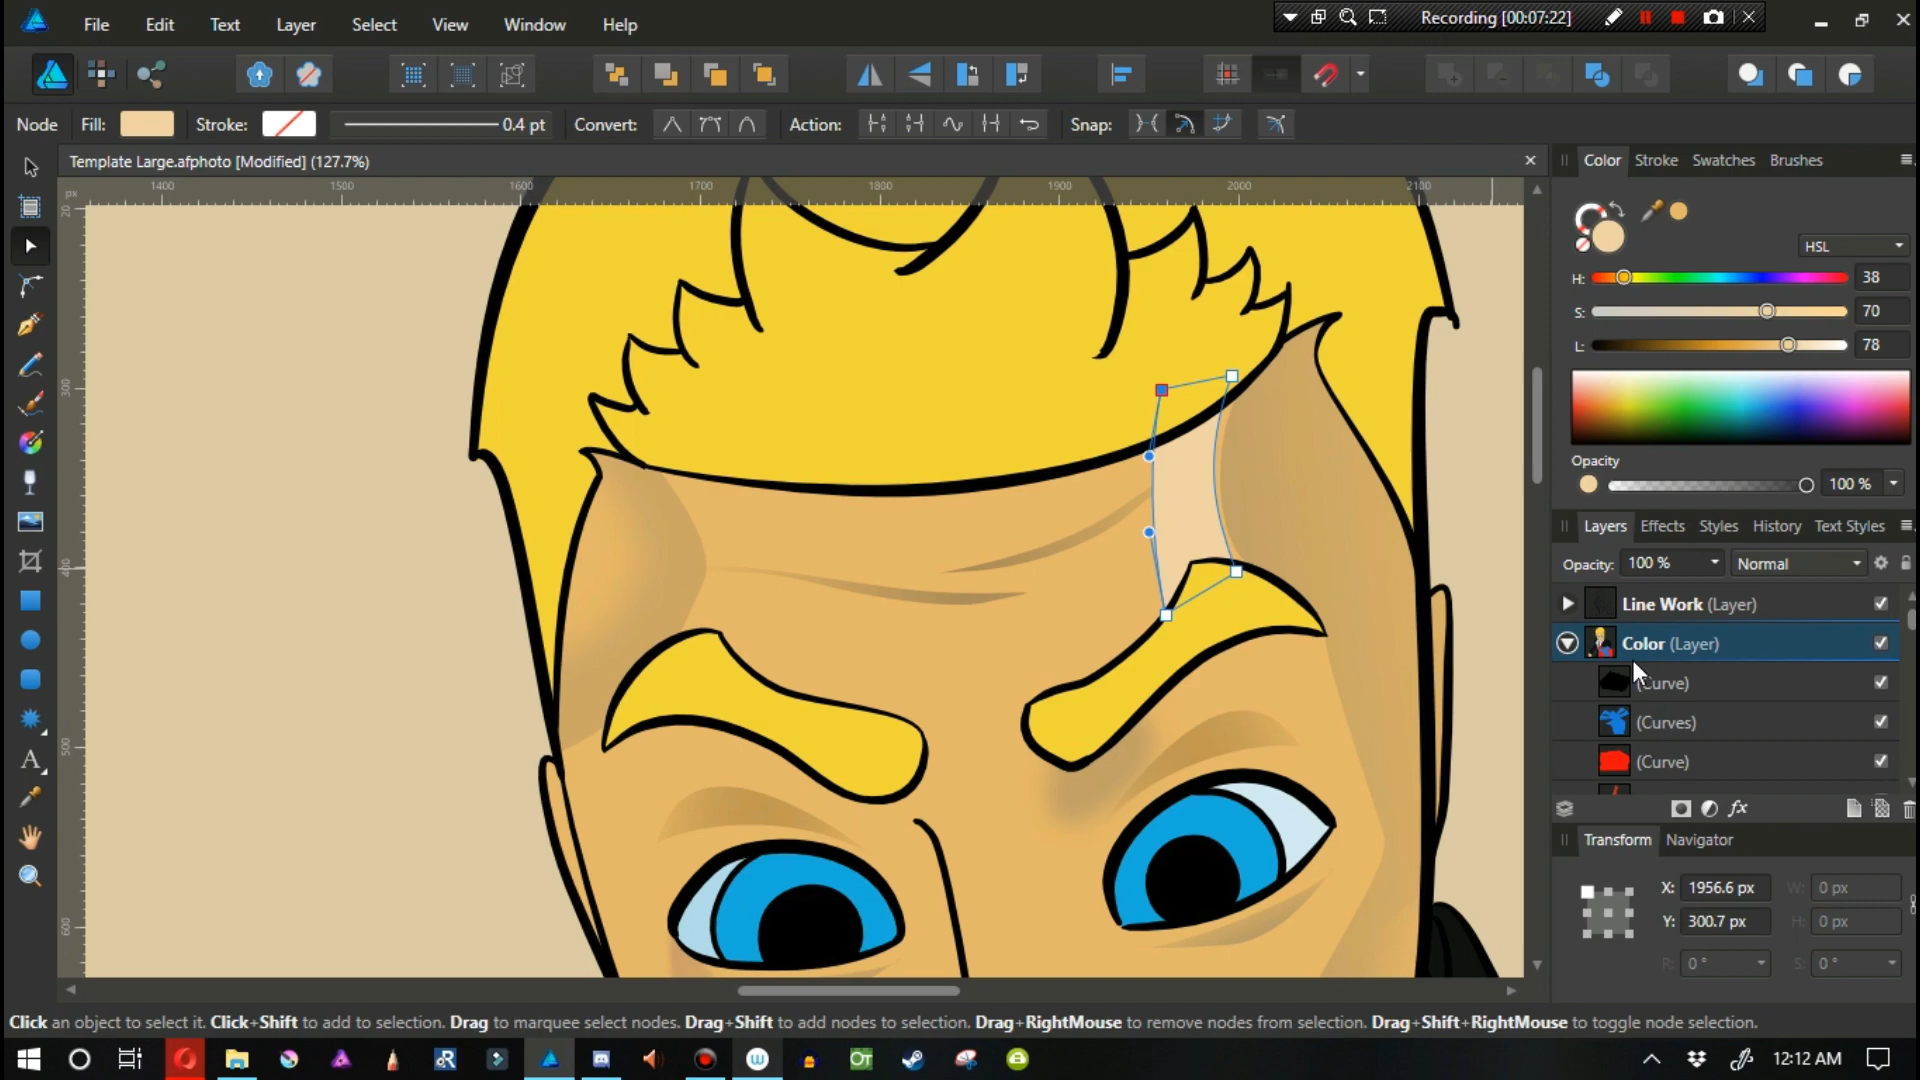 File Edit Text Layer Select View Window Help
Recording [00:07:22]
Node Fill: Stroke: 0.4 pt Convert: Action: Snap:
Template Large.afphoto [Modified] (127.7%)
px 1400 1500 1600 1700 1800 1900 2000 2100
20
300
400
500
600
Color Stroke Swatches Brushes
HSL
H: 38
S: 70
L: 78
Opacity
100 %
Layers Effects Styles History Text Styles
Opacity: 100 % Normal
Line Work (Layer)
Color (Layer)
(Curve)
(Curves)
(Curve)
Transform Navigator
X: 1956.6 px W: 0 px
Y: 300.7 px H: 0 px
R: 0 ° S: 0 °
Click an object to select it. Click+Shift to add to selection. Drag to marquee select nodes. Drag+Shift to add nodes to selection. Drag+RightMouse to remove nodes from selection. Drag+Shift+RightMouse to toggle node selection.
12:12 AM